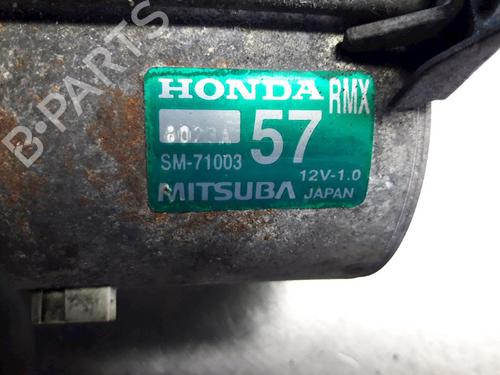 B-PARTS
HONDA RMX
57
SM-71003
12V-1.0
MITSUBA JAPAN